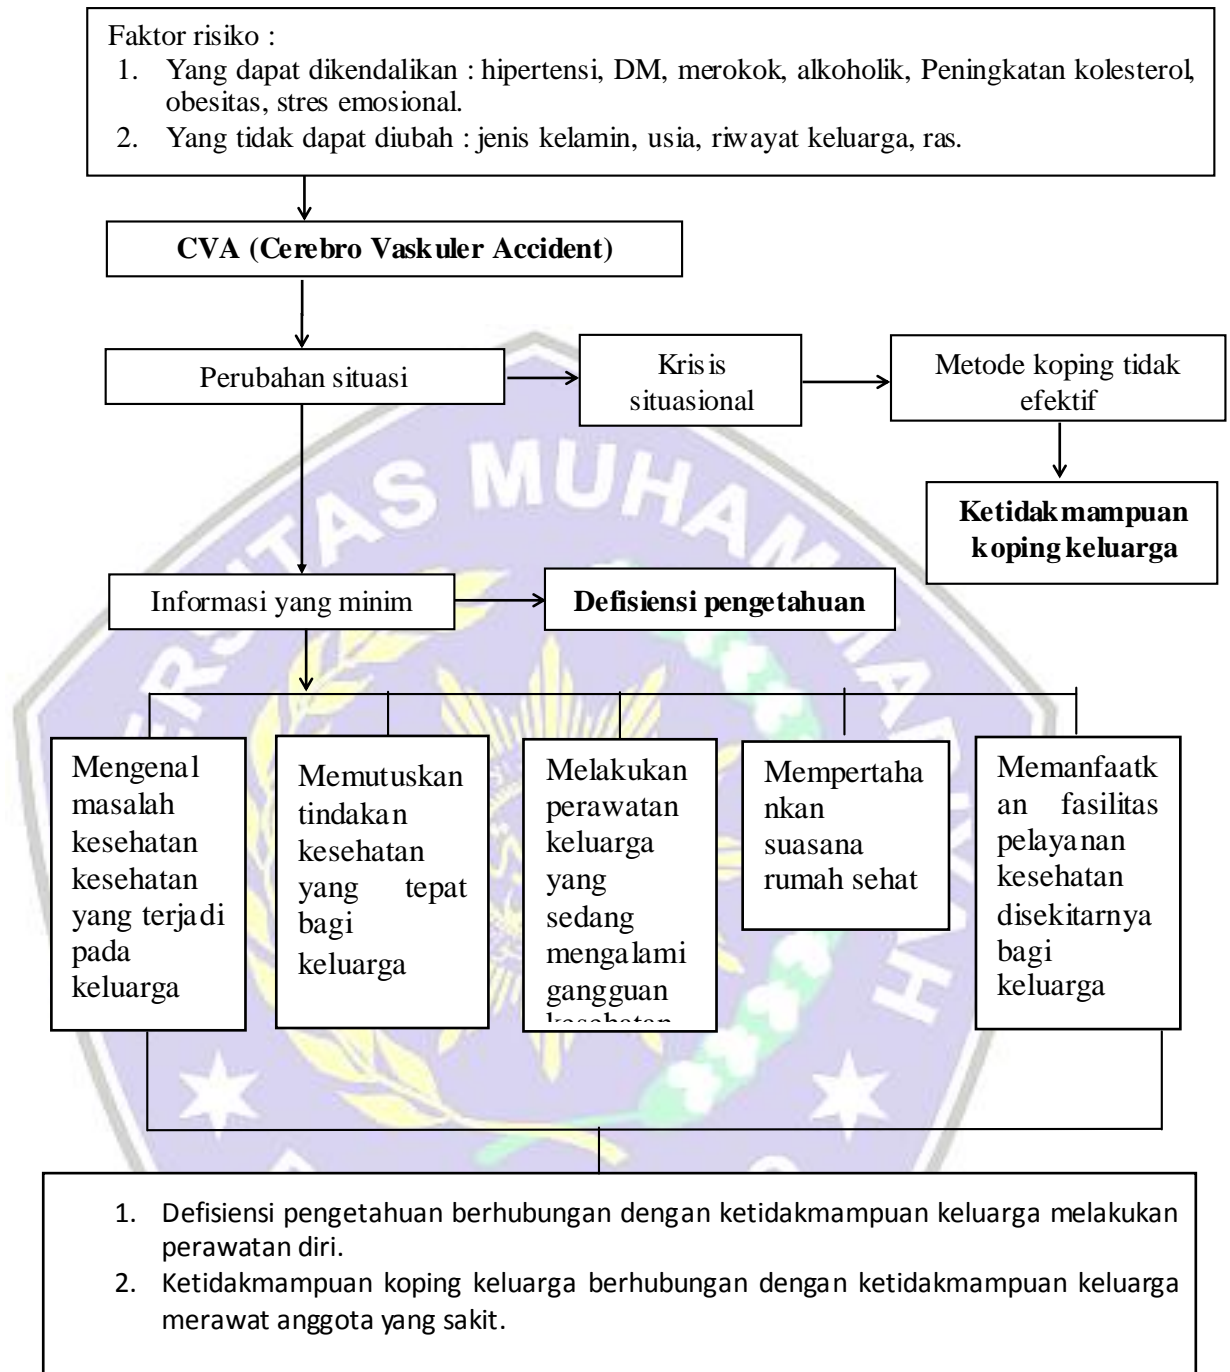 Faktor risiko :
1. Yang dapat dikendalikan : hipertensi, DM, merokok, alkoholik, Peningkatan kolesterol,
obesitas, stres emosional.
2. Yang tidak dapat diubah : jenis kelamin, usia, riwayat keluarga, ras.
CVA (Cerebro Vaskuler Accident)
Perubahan situasi
Krisis
situasional
Metode koping tidak
efektif
Ketidakmampuan
koping keluarga
Informasi yang minim
Defisiensi pengetahuan
Mengenal
masalah
kesehatan
kesehatan
yang terjadi
pada
keluarga
Memutuskan
tindakan
kesehatan
yang tepat
bagi
keluarga
Melakukan
perawatan
keluarga
yang
sedang
mengalami
gangguan
kesehatan
Mempertaha
nkan
suasana
rumah sehat
Memanfaatk
an fasilitas
pelayanan
kesehatan
disekitarnya
bagi
keluarga
1. Defisiensi pengetahuan berhubungan dengan ketidakmampuan keluarga melakukan
perawatan diri.
2. Ketidakmampuan koping keluarga berhubungan dengan ketidakmampuan keluarga
merawat anggota yang sakit.